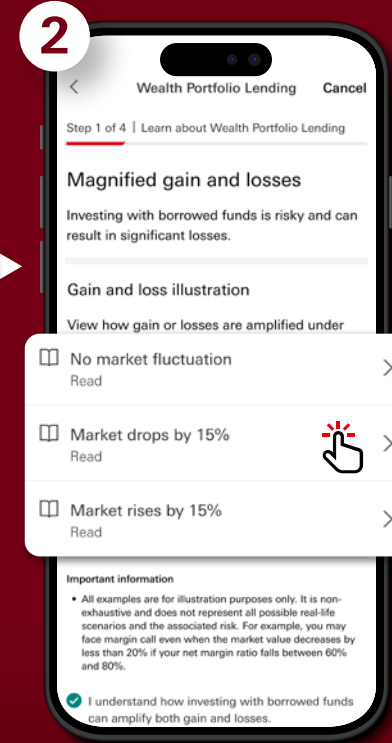 2
Wealth Portfolio Lending Cancel
Step 1 of 4 | Learn about Wealth Portfolio Lending
Magnified gain and losses
Investing with borrowed funds is risky and can
result in significant losses.
Gain and loss illustration
View how gain or losses are amplified under
No market fluctuation
Read
Market drops by 15%
Read
Market rises by 15%
Read
Important information
• All examples are for illustration purposes only. It is non-
exhaustive and does not represent all possible real-life
scenarios and the associated risk. For example, you may
face margin call even when the market value decreases by
less than 20% if your net margin ratio falls between 60%
and 80%.
I understand how investing with borrowed funds
can amplify both gain and losses.